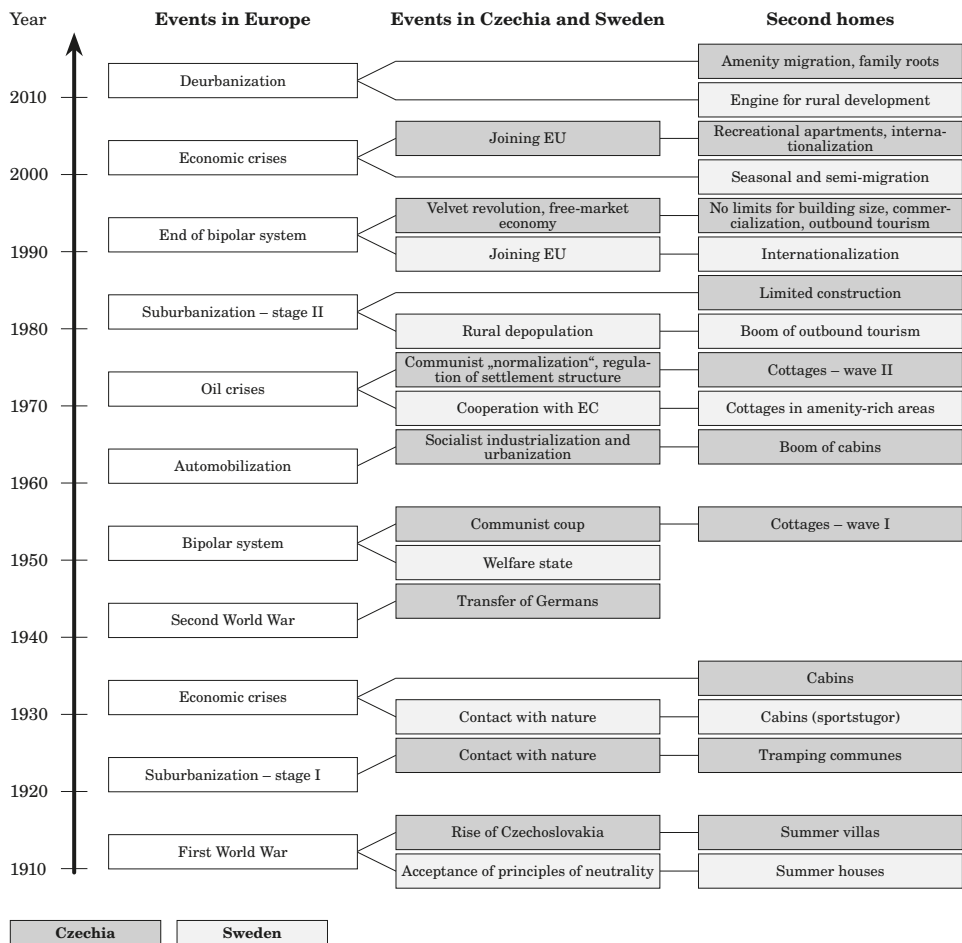 Year
Events in Europe
Events in Czechia and Sweden
Second homes
Amenity migration, family roots
Deurbanization
2010
Engine for rural development
Joining EU
Recreational apartments, interna-
tionalization
Economic crises
2000
Seasonal and semi-migration
Velvet revolution, free-market
economy
No limits for building size, commer-
cialization, outbound tourism
End of bipolar system
1990
Joining EU
Internationalization
Limited construction
Suburbanization – stage II
1980
Rural depopulation
Boom of outbound tourism
Communist „normalization“, regula-
tion of settlement structure
Cottages – wave II
Oil crises
1970
Cooperation with EC
Cottages in amenity-rich areas
Socialist industrialization and
urbanization
Boom of cabins
Automobilization
1960
Communist coup
Cottages – wave I
Bipolar system
1950
Welfare state
Transfer of Germans
Second World War
1940
Cabins
Economic crises
1930
Contact with nature
Cabins (sportstugor)
Contact with nature
Tramping communes
Suburbanization – stage I
1920
Rise of Czechoslovakia
Summer villas
First World War
1910
Acceptance of principles of neutrality
Summer houses
Czechia
Sweden